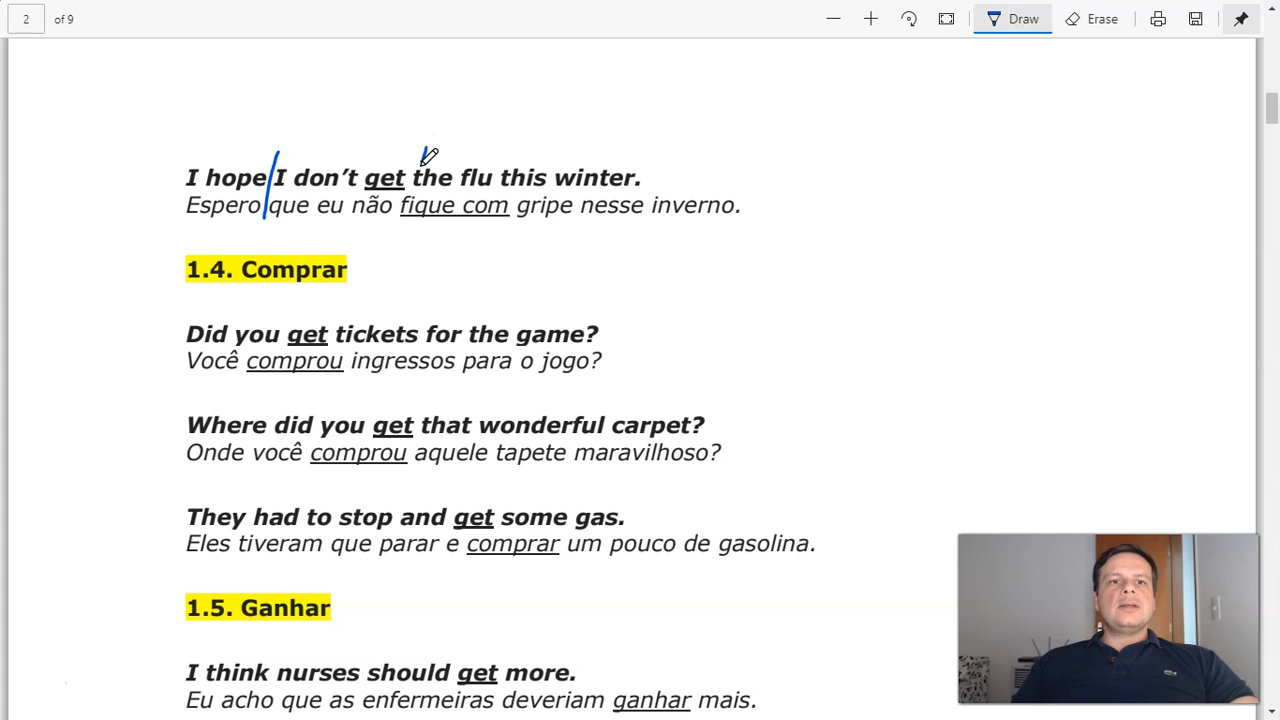 2 of 9 Draw Erase
I hope I don’t get the flu this winter.
Espero que eu não fique com gripe nesse inverno.
1.4. Comprar
Did you get tickets for the game?
Você comprou ingressos para o jogo?
Where did you get that wonderful carpet?
Onde você comprou aquele tapete maravilhoso?
They had to stop and get some gas.
Eles tiveram que parar e comprar um pouco de gasolina.
1.5. Ganhar
I think nurses should get more.
Eu acho que as enfermeiras deveriam ganhar mais.